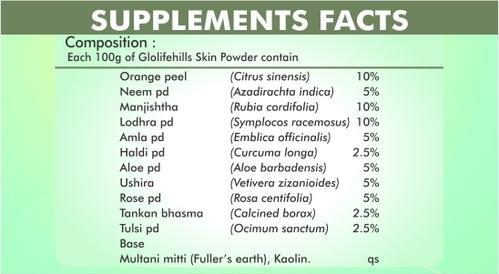 SUPPLEMENTS FACTS
Composition :
Each 100g of Glolifehills Skin Powder contain
Orange peel (Citrus sinensis) 10%
Neem pd (Azadirachta indica) 5%
Manjishtha (Rubia cordifolia) 10%
Lodhra pd (Symplocos racemosus) 10%
Amla pd (Emblica officinalis) 5%
Haldi pd (Curcuma longa) 2.5%
Aloe pd (Aloe barbadensis) 5%
Ushira (Vetivera zizanioides) 5%
Rose pd (Rosa centifolia) 5%
Tankan bhasma (Calcined borax) 2.5%
Tulsi pd (Ocimum sanctum) 2.5%
Base
Multani mitti (Fuller's earth), Kaolin. qs